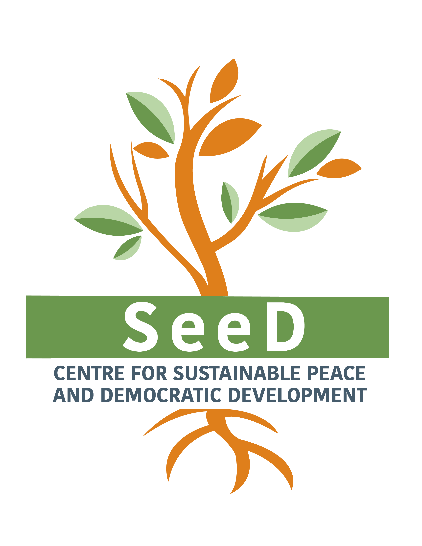 SeeD
CENTRE FOR SUSTAINABLE PEACE
AND DEMOCRATIC DEVELOPMENT